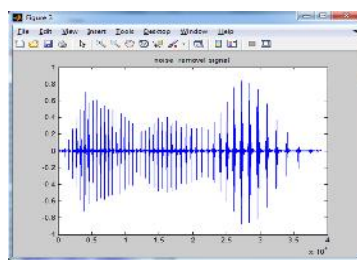 Figure 3
File Edit View Insert Tools Desktop Window Help
noise removel signal
1
0.8
0.6
0.4
0.2
0
-0.2
-0.4
-0.6
-0.8
-1
0 0.5 1 1.5 2 2.5 3 3.5 4
x 10